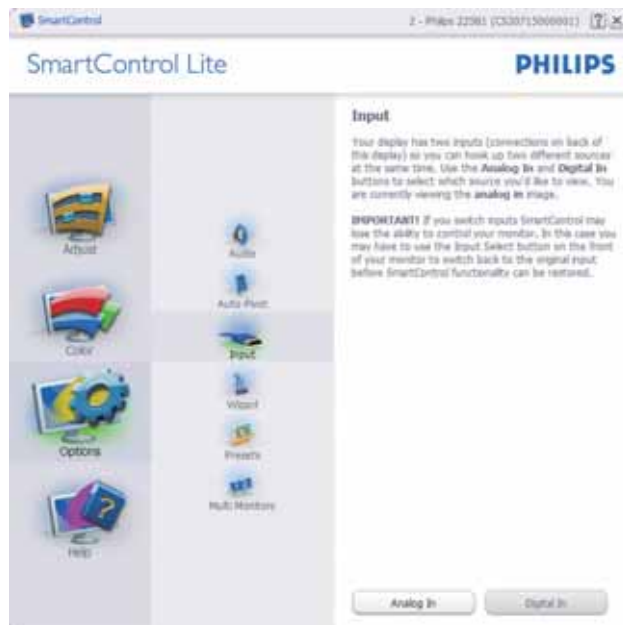 SmartControl
2 - Philips 225B1
SmartControl Lite
PHILIPS
Adjust
Color
Options
Help
Audio
Auto Pivot
Input
Wizard
Presets
Multi Monitors
Input
Your display has two inputs (connections on back of
this display) so you can hook up two different sources
at the same time. Use the Analog In and Digital In
buttons to select which source you'd like to view. You
are currently viewing the analog in image.
IMPORTANT! If you switch inputs SmartControl may
lose the ability to control your monitor. In this case you
may have to use the Input Select button on the front
of your monitor to switch back to the original input
before SmartControl functionality can be restored.
Analog In
Digital In